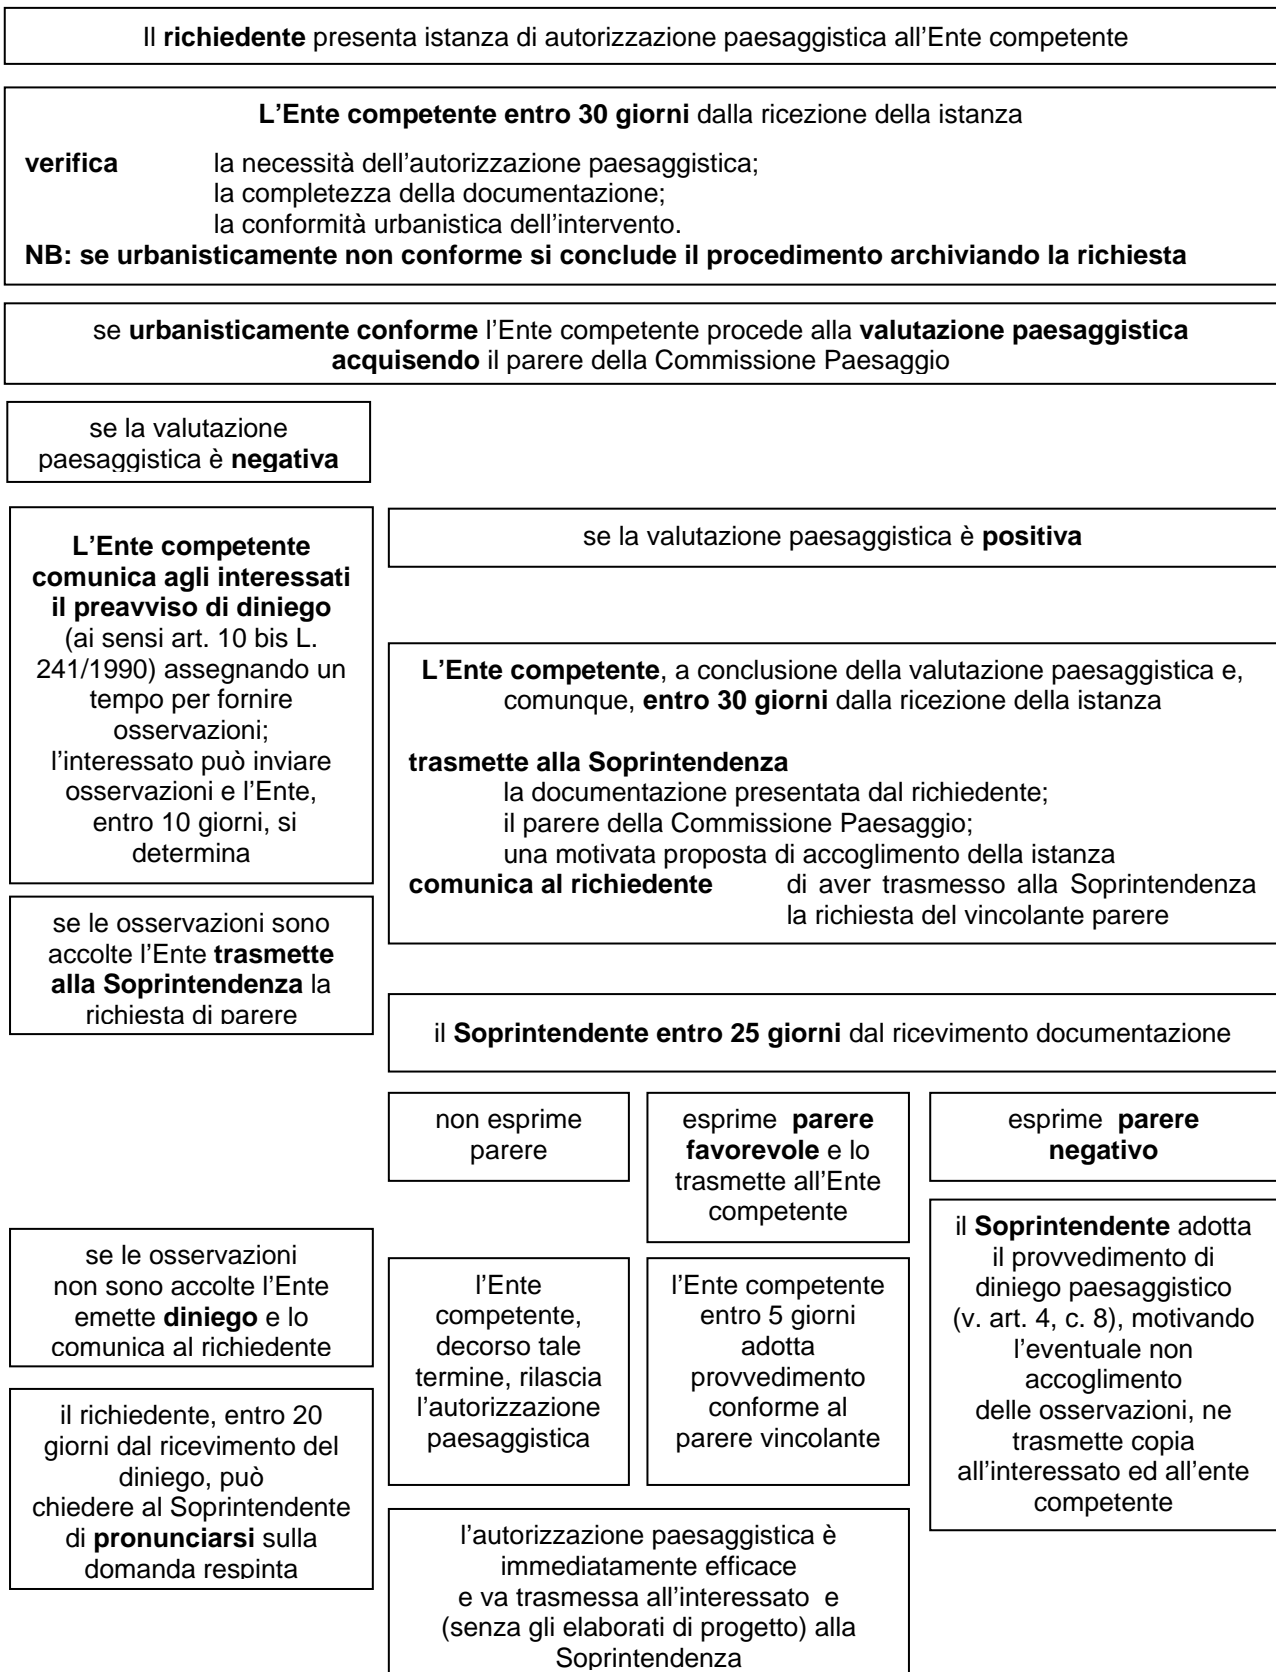 Il richiedente presenta istanza di autorizzazione paesaggistica all’Ente competente
L’Ente competente entro 30 giorni dalla ricezione della istanza
verifica la necessità dell’autorizzazione paesaggistica;
la completezza della documentazione;
la conformità urbanistica dell’intervento.
NB: se urbanisticamente non conforme si conclude il procedimento archiviando la richiesta
se urbanisticamente conforme l’Ente competente procede alla valutazione paesaggistica
acquisendo il parere della Commissione Paesaggio
se la valutazione
paesaggistica è negativa
L’Ente competente
comunica agli interessati
il preavviso di diniego
(ai sensi art. 10 bis L.
241/1990) assegnando un
tempo per fornire
osservazioni;
l’interessato può inviare
osservazioni e l’Ente,
entro 10 giorni, si
determina
se le osservazioni sono
accolte l’Ente trasmette
alla Soprintendenza la
richiesta di parere
se le osservazioni
non sono accolte l’Ente
emette diniego e lo
comunica al richiedente
il richiedente, entro 20
giorni dal ricevimento del
diniego, può
chiedere al Soprintendente
di pronunciarsi sulla
domanda respinta
se la valutazione paesaggistica è positiva
L’Ente competente, a conclusione della valutazione paesaggistica e,
comunque, entro 30 giorni dalla ricezione della istanza
trasmette alla Soprintendenza
la documentazione presentata dal richiedente;
il parere della Commissione Paesaggio;
una motivata proposta di accoglimento della istanza
comunica al richiedente di aver trasmesso alla Soprintendenza
la richiesta del vincolante parere
il Soprintendente entro 25 giorni dal ricevimento documentazione
non esprime
parere
l’Ente
competente,
decorso tale
termine, rilascia
l’autorizzazione
paesaggistica
esprime parere
favorevole e lo
trasmette all’Ente
competente
l’Ente competente
entro 5 giorni
adotta
provvedimento
conforme al
parere vincolante
esprime parere
negativo
il Soprintendente adotta
il provvedimento di
diniego paesaggistico
(v. art. 4, c. 8), motivando
l’eventuale non
accoglimento
delle osservazioni, ne
trasmette copia
all’interessato ed all’ente
competente
l’autorizzazione paesaggistica è
immediatamente efficace
e va trasmessa all’interessato e
(senza gli elaborati di progetto) alla
Soprintendenza